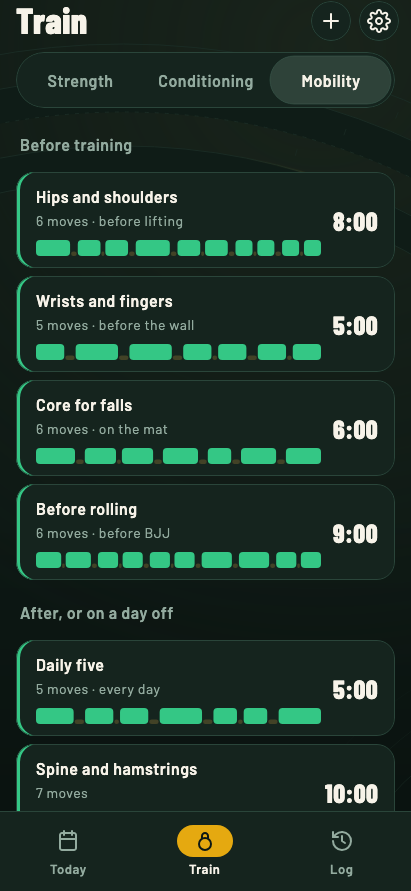 Train
Strength
Conditioning
Mobility
Before training
Hips and shoulders
6 moves · before lifting
8:00
Wrists and fingers
5 moves · before the wall
5:00
Core for falls
6 moves · on the mat
6:00
Before rolling
6 moves · before BJJ
9:00
After, or on a day off
Daily five
5 moves · every day
5:00
Spine and hamstrings
7 moves
10:00
Today
Train
Log